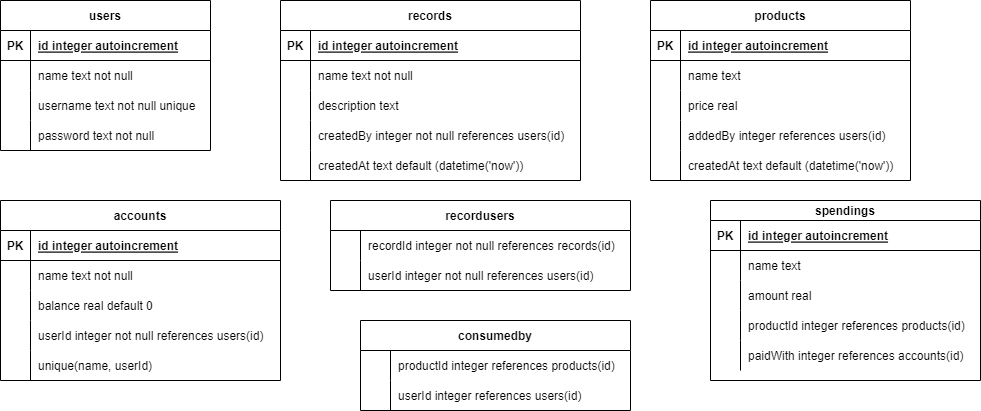 users
PK id integer autoincrement
name text not null
username text not null unique
password text not null
records
PK id integer autoincrement
name text not null
description text
createdBy integer not null references users(id)
createdAt text default (datetime('now'))
products
PK id integer autoincrement
name text
price real
addedBy integer references users(id)
createdAt text default (datetime('now'))
accounts
PK id integer autoincrement
name text not null
balance real default 0
userId integer not null references users(id)
unique(name, userId)
recordusers
recordId integer not null references records(id)
userId integer not null references users(id)
consumedby
productId integer references products(id)
userId integer references users(id)
spendings
PK id integer autoincrement
name text
amount real
productId integer references products(id)
paidWith integer references accounts(id)